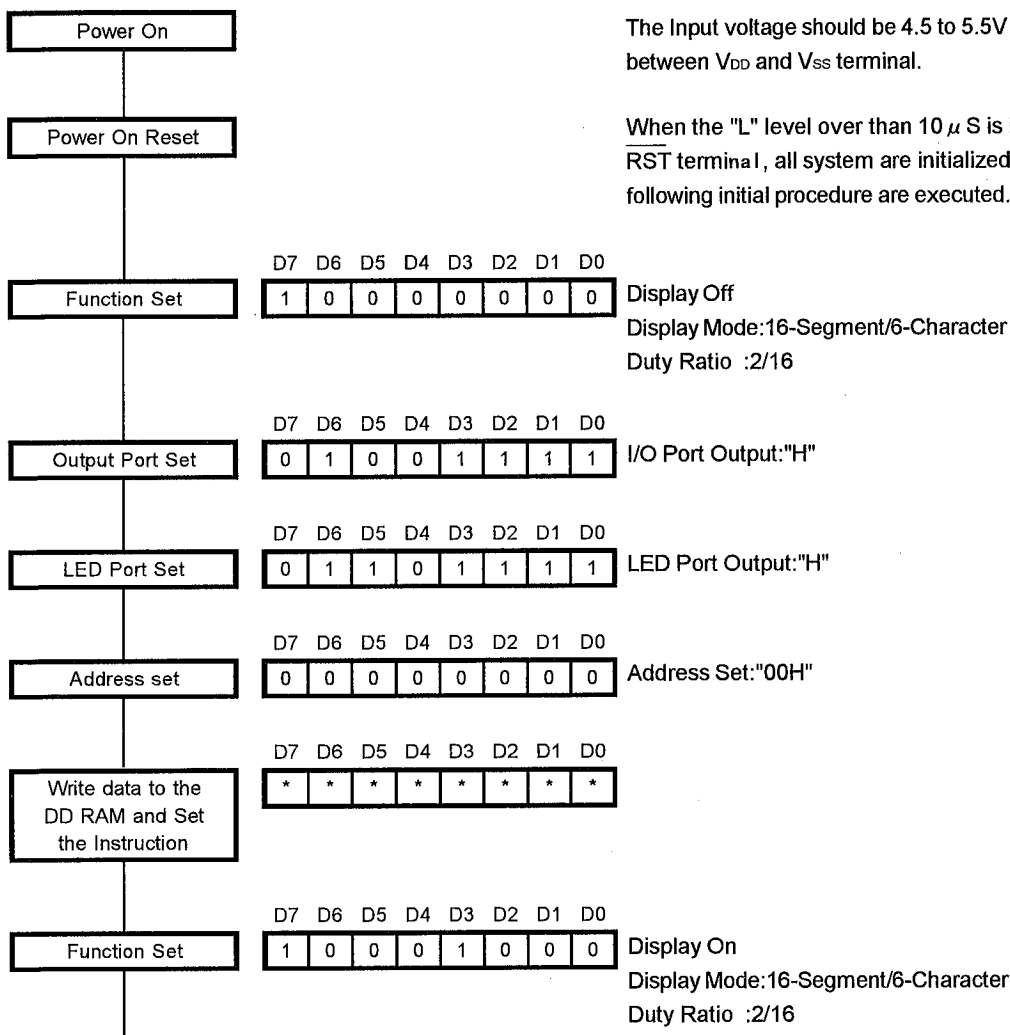 Power On
The Input voltage should be 4.5 to 5.5V
between VDD and Vss terminal.
Power On Reset
When the "L" level over than 10 μ S is
RST terminal, all system are initialized
following initial procedure are executed.
D7 D6 D5 D4 D3 D2 D1 D0
Function Set 1 0 0 0 0 0 0 0 Display Off
Display Mode:16-Segment/6-Character
Duty Ratio :2/16
D7 D6 D5 D4 D3 D2 D1 D0
Output Port Set 0 1 0 0 1 1 1 1 I/O Port Output:"H"
D7 D6 D5 D4 D3 D2 D1 D0
LED Port Set 0 1 1 0 1 1 1 1 LED Port Output:"H"
D7 D6 D5 D4 D3 D2 D1 D0
Address set 0 0 0 0 0 0 0 0 Address Set:"00H"
D7 D6 D5 D4 D3 D2 D1 D0
Write data to the * * * * * * * *
DD RAM and Set
the Instruction
D7 D6 D5 D4 D3 D2 D1 D0
Function Set 1 0 0 0 1 0 0 0 Display On
Display Mode:16-Segment/6-Character
Duty Ratio :2/16